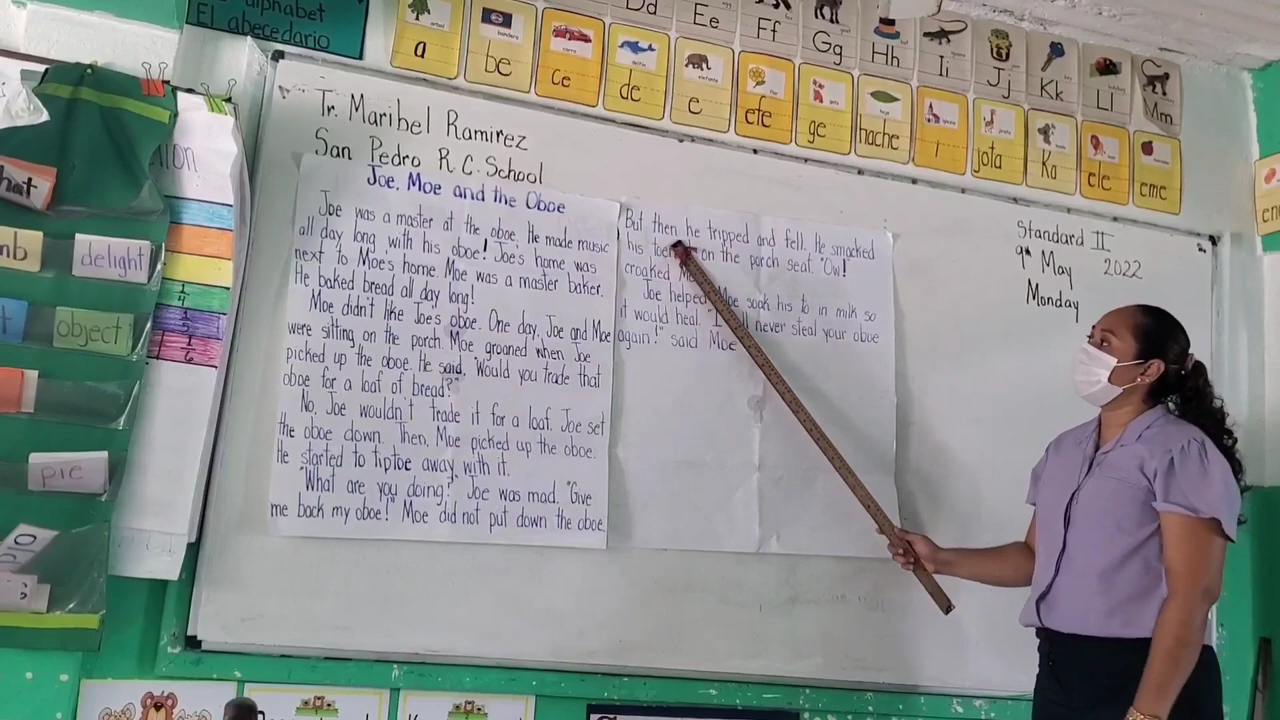 alphabet
El abecedario
Dd Ee Ff Gg Hh Ii Jj Kk Ll Mm
a be ce de e efe ge hache i jota Ka ele eme
Tr. Maribel Ramirez
San Pedro R.C. School
Joe, Moe and the Oboe
Joe was a master at the oboe. He made music
all day long with his oboe! Joe's home was
next to Moe's home. Moe was a master baker.
He baked bread all day long!
Moe didn't like Joe's oboe. One day, Joe and Moe
were sitting on the porch. Moe groaned when Joe
picked up the oboe. He said, "Would you trade that
oboe for a loaf of bread?"
No, Joe wouldn't trade it for a loaf. Joe set
the oboe down. Then, Moe picked up the oboe.
He started to tiptoe away with it.
"What are you doing?" Joe was mad. "Give
me back my oboe!" Moe did not put down the oboe.
But then he tripped and fell. He smacked
his on the porch seat. "Ow!
croaked
Joe helped Moe soak his to in milk so
it would heal. never steal your oboe
again!" said Moe
Standard II
9th May 2022
Monday
delight
object
pie
1/4
1/5
1/6